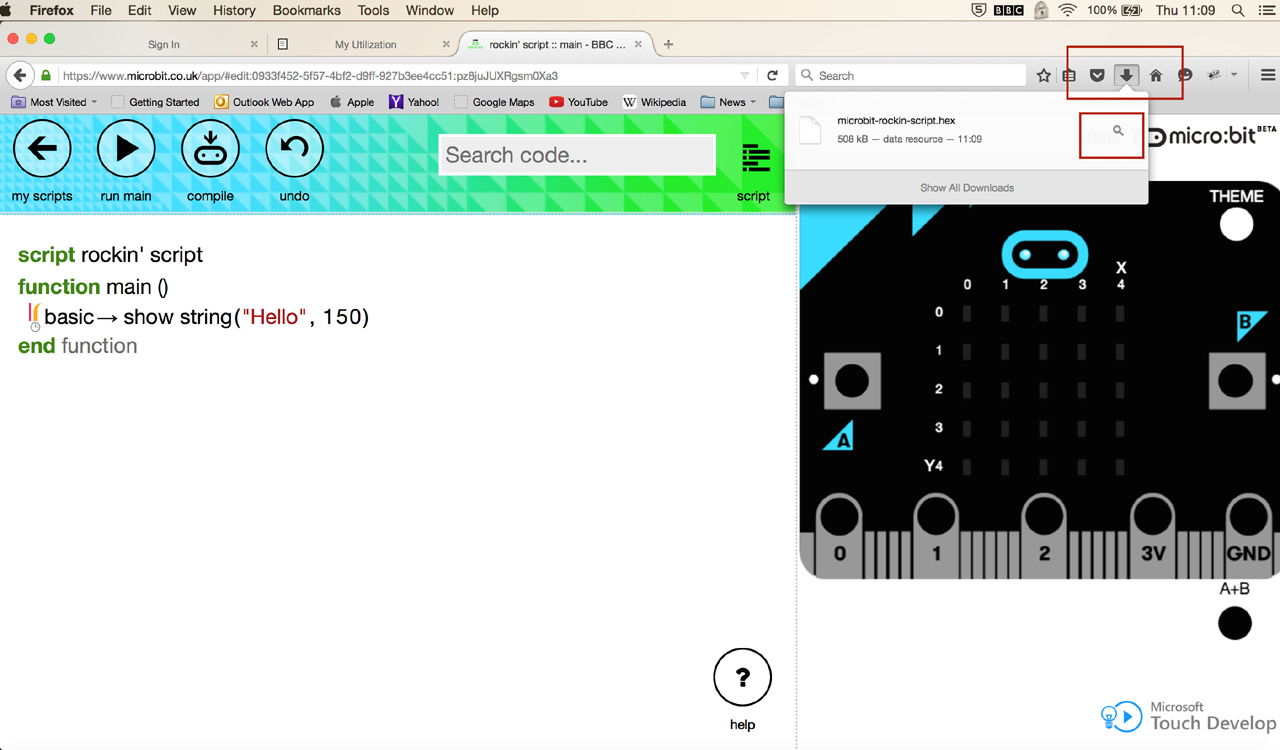 Firefox File Edit View History Bookmarks Tools Window Help BBC 100% Thu 11:09
Sign In My Utilization rockin' script :: main - BBC ...
https://www.microbit.co.uk/app/#edit:0933f452-5f57-4bf2-d9ff-927b3ee4cc51:pz8juJUXRgsm0Xa3 Search
Most Visited Getting Started Outlook Web App Apple Yahoo! Google Maps YouTube Wikipedia News
microbit-rockin-script.hex
508 kB — data resource — 11:09
Show All Downloads
micro:bit BETA
Search code...
my scripts run main compile undo script
THEME
script rockin' script
function main ()
basic→ show string("Hello", 150)
end function
X
0 1 2 3 4
0
1
2
3
Y4
A
B
0 1 2 3V GND
A+B
?
help
Microsoft
Touch Develop